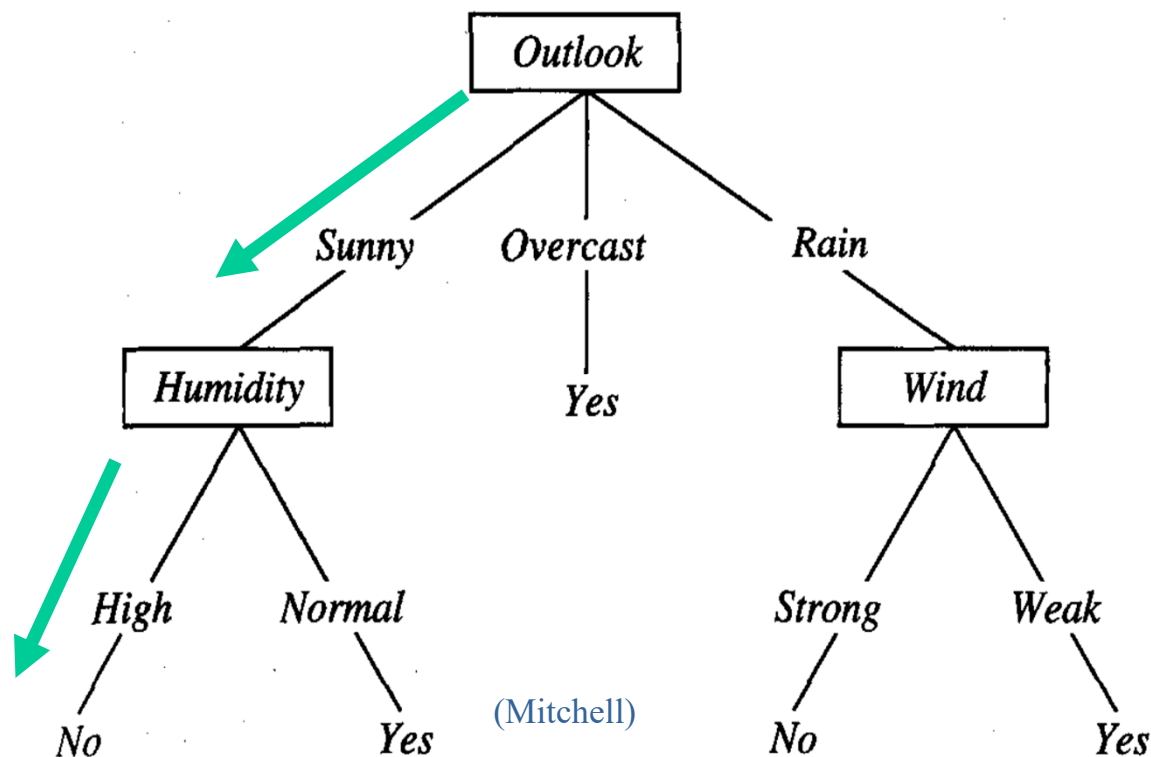 Outlook
Sunny Overcast Rain
Humidity Yes Wind
High Normal Strong Weak
No Yes (Mitchell) No Yes